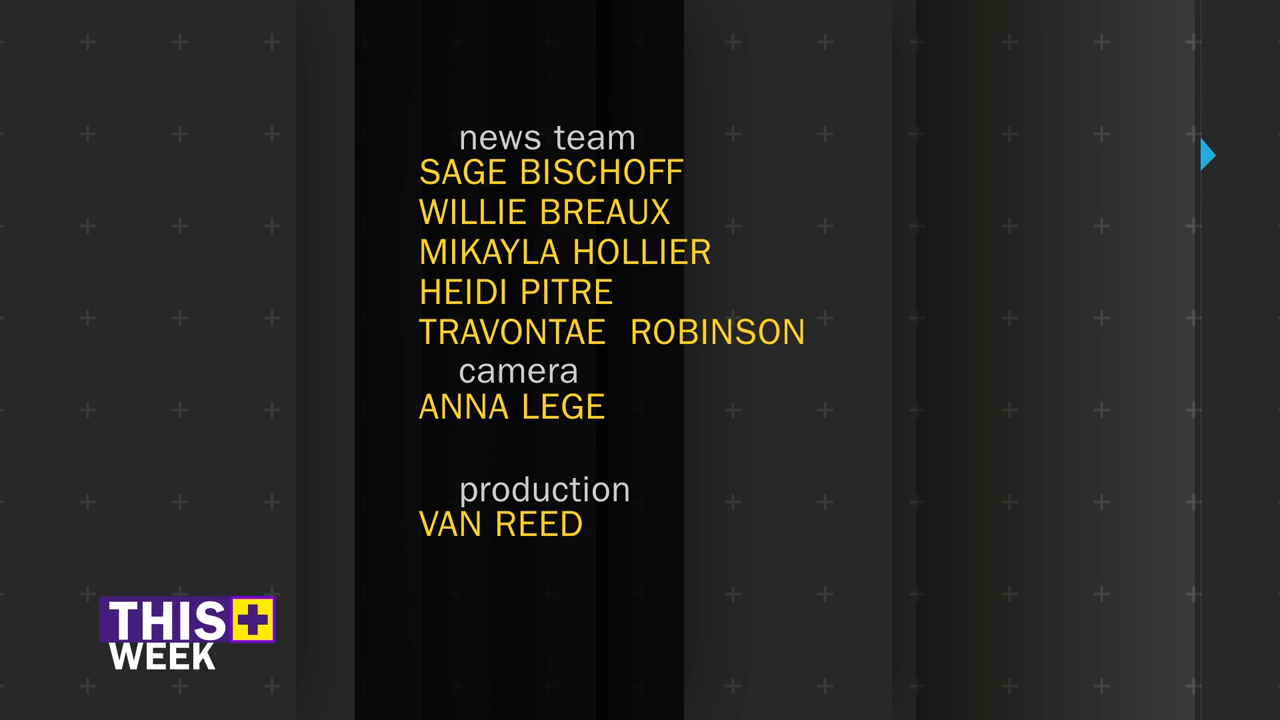 news team
SAGE BISCHOFF
WILLIE BREAUX
MIKAYLA HOLLIER
HEIDI PITRE
TRAVONTAE  ROBINSON
camera
ANNA LEGE
production
VAN REED
THIS
WEEK